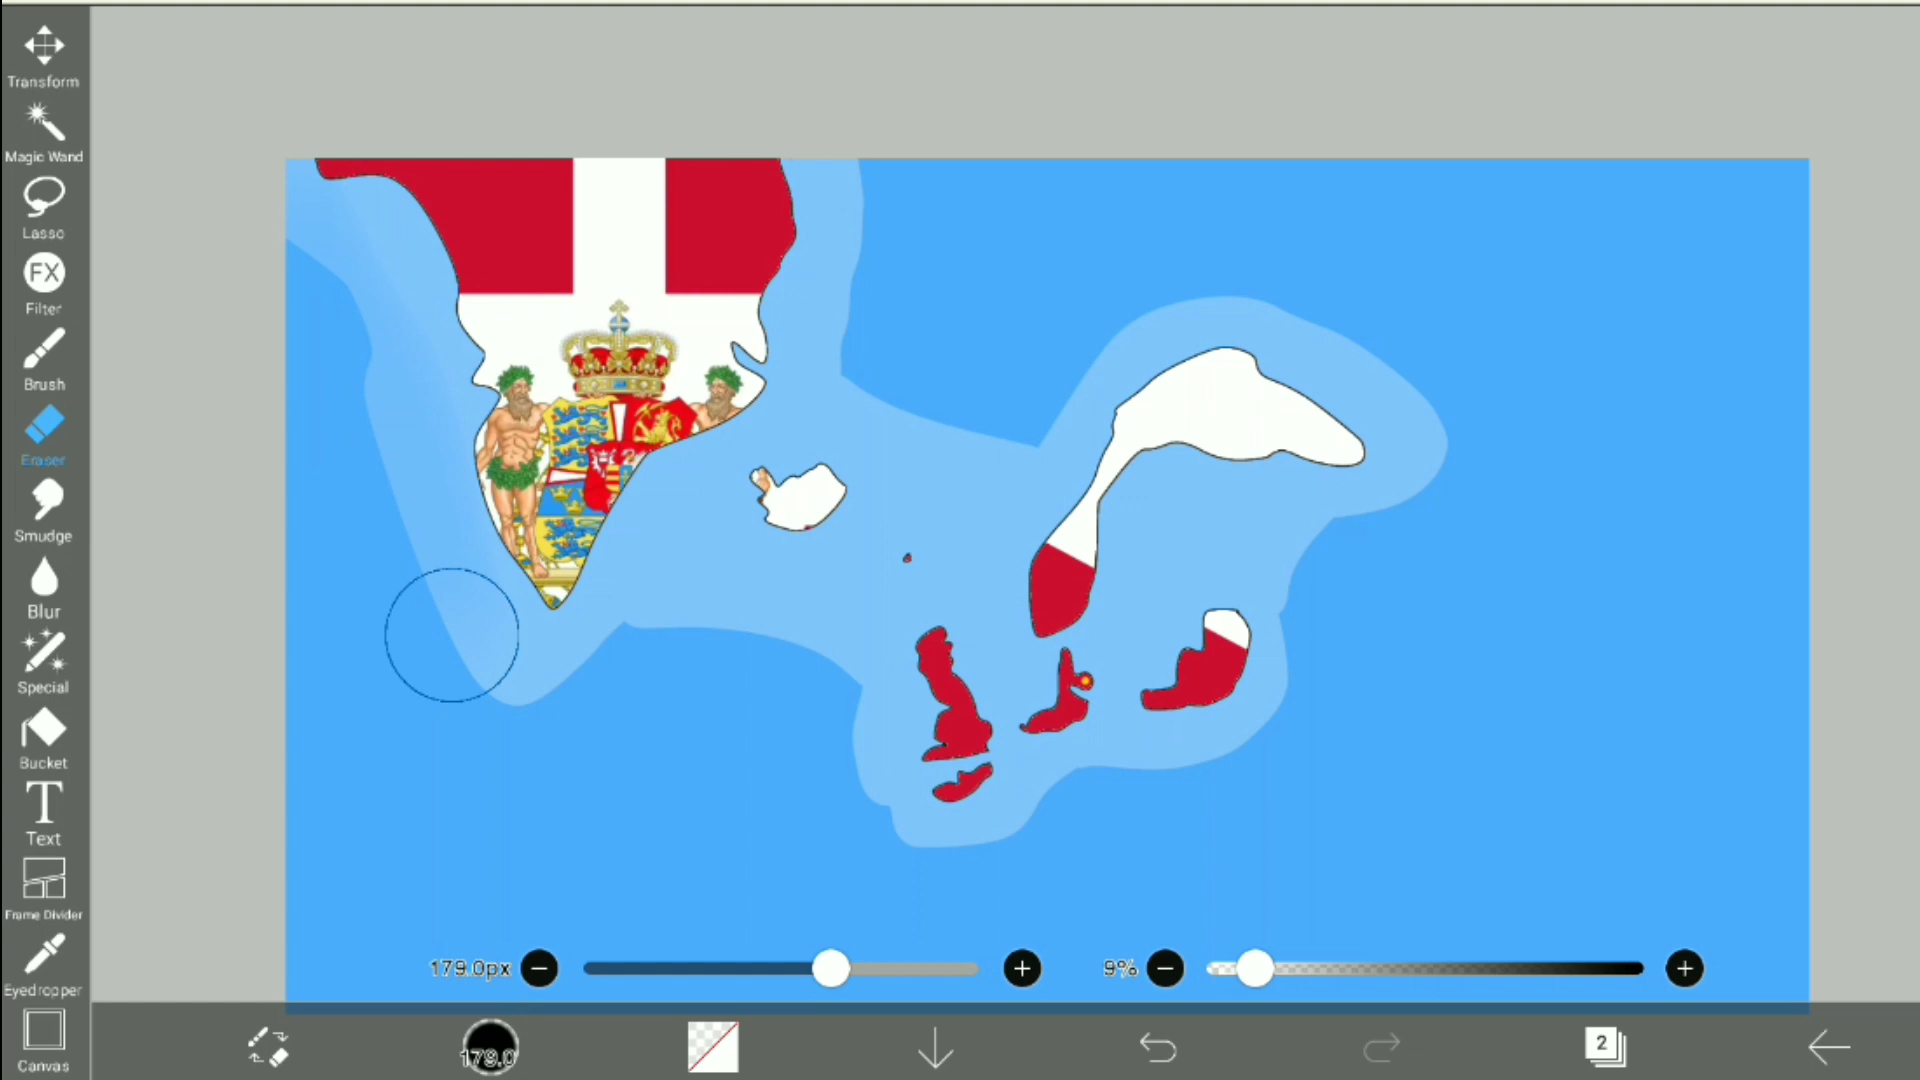 Transform
Magic Wand
Lasso
FX
Filter
Brush
Eraser
Smudge
Blur
Special
Bucket
T
Text
Frame Divider
Eyedropper
Canvas
179.0px
9%
179.0
2